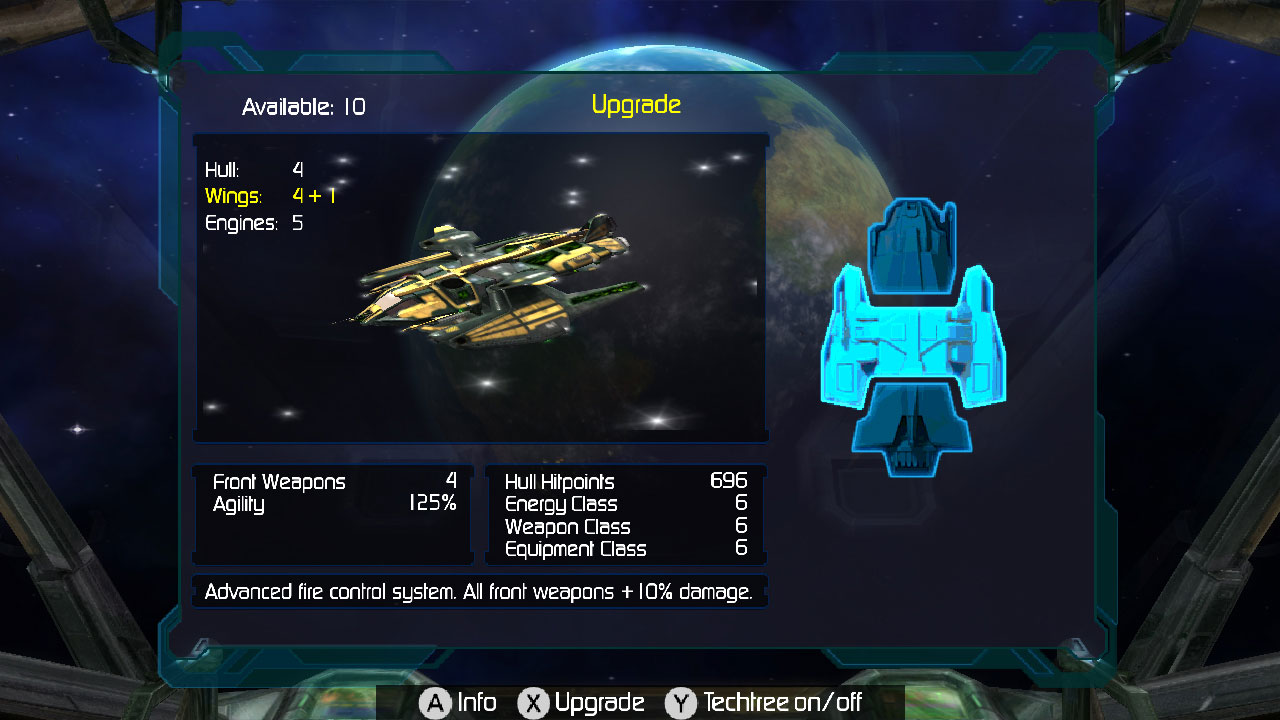 Available: 10
Upgrade
Hull: 4
Wings: 4 + 1
Engines: 5
Front Weapons 4
Agility 125%
Hull Hitpoints 696
Energy Class 6
Weapon Class 6
Equipment Class 6
Advanced fire control system. All front weapons +10% damage.
A Info X Upgrade Y Techtree on/off